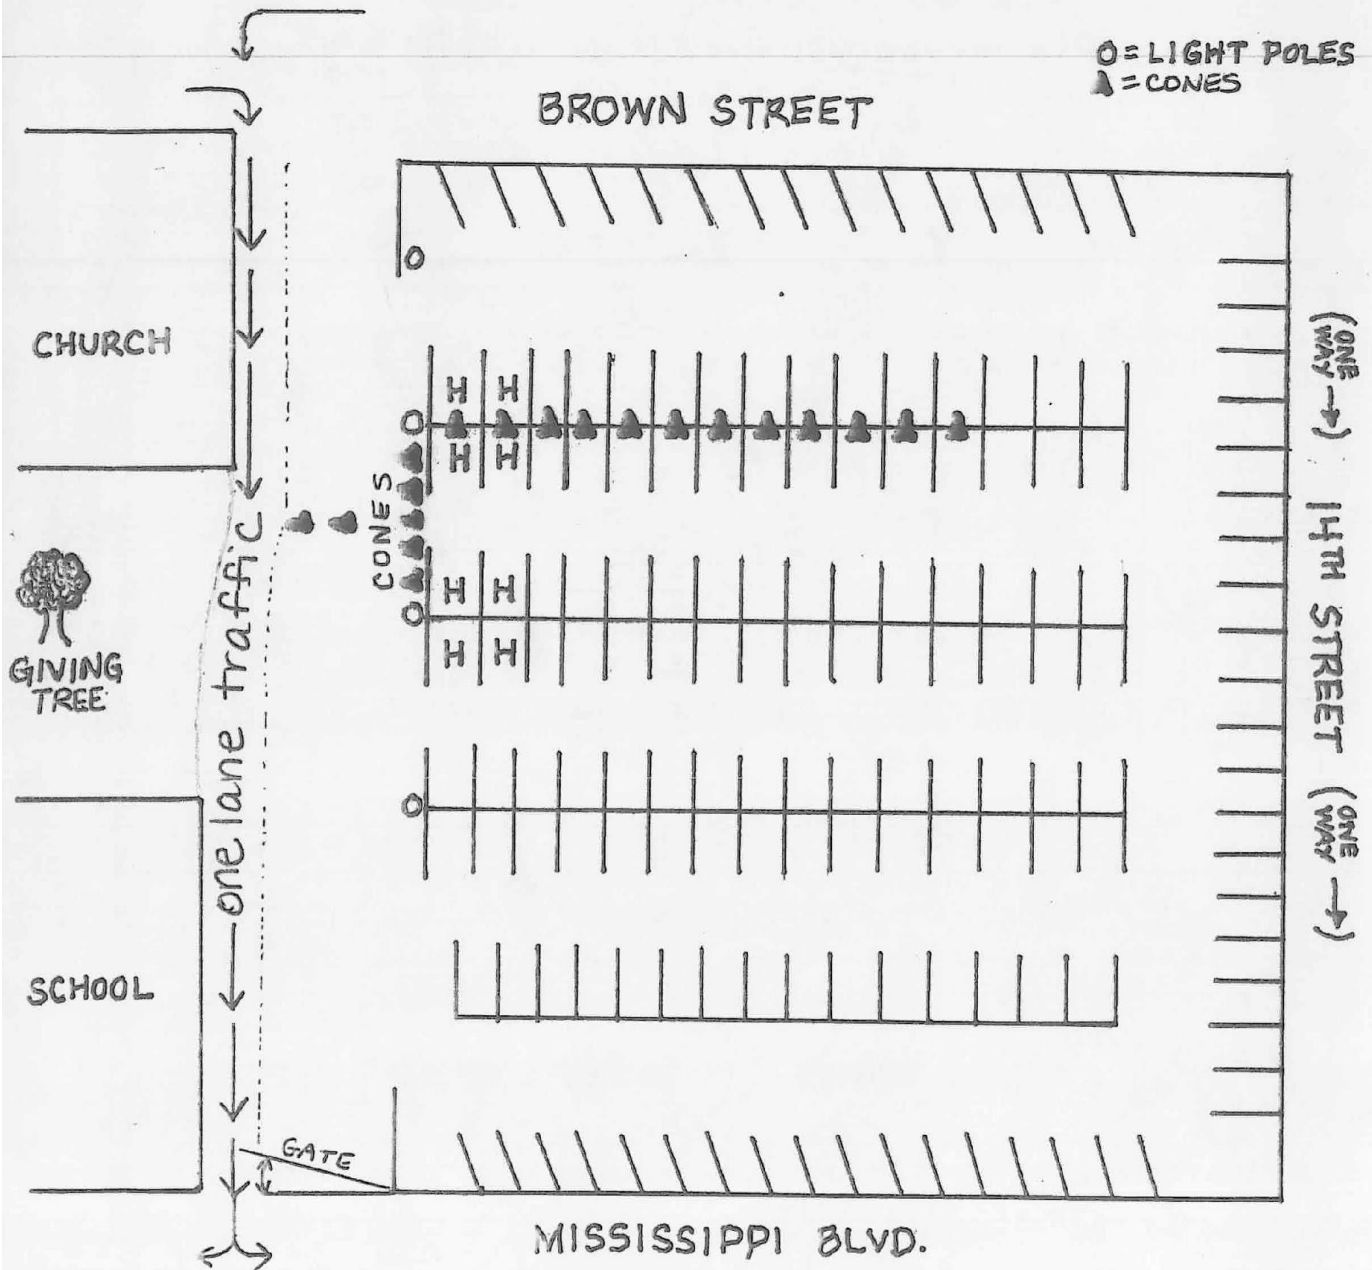 O = LIGHT POLES
= CONES
BROWN STREET
CHURCH
(ONE
WAY →)
H H
H H
CONES
one lane traffic
14TH STREET
H H
H H
GIVING
TREE
(ONE
WAY →)
SCHOOL
GATE
MISSISSIPPI BLVD.